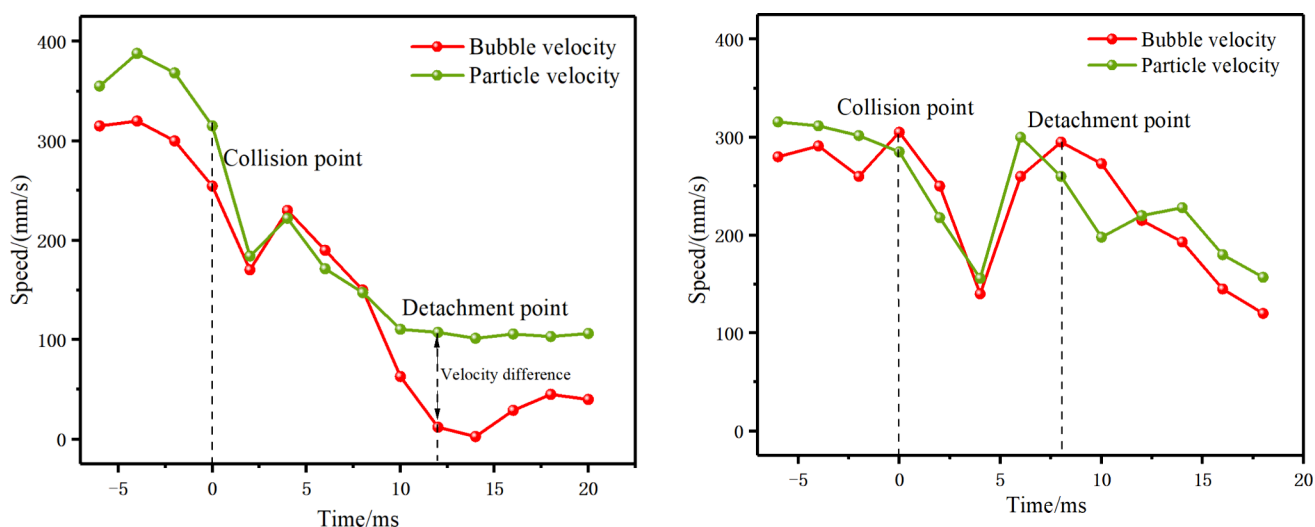 Bubble velocity
Particle velocity
Collision point
Detachment point
Velocity difference
Speed/(mm/s)
400
300
200
100
0
−5
0
5
10
15
20
Time/ms
Bubble velocity
Particle velocity
Collision point
Detachment point
Speed/(mm/s)
400
300
200
100
0
−5
0
5
10
15
20
Time/ms